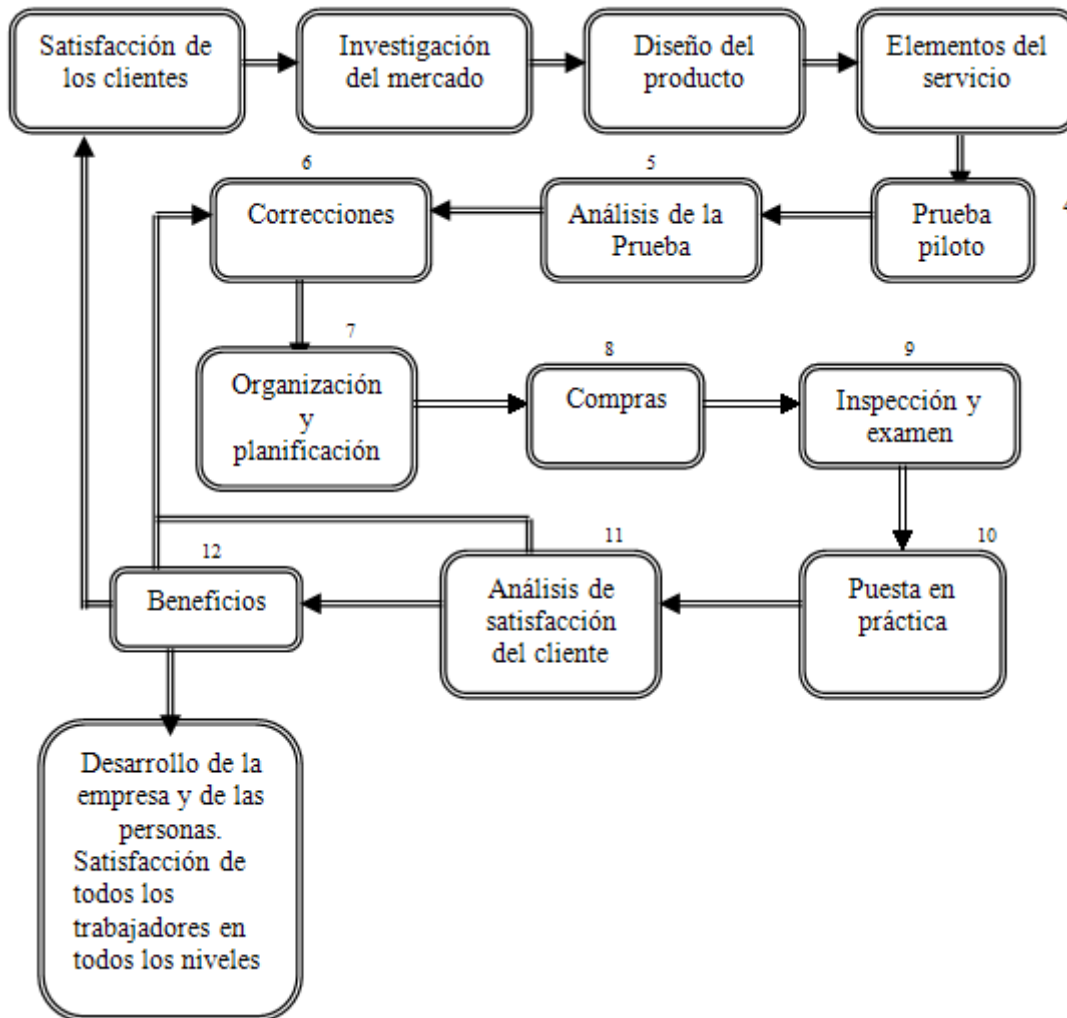 Satisfacción de
los clientes
Investigación
del mercado
Diseño del
producto
Elementos del
servicio
6
Correcciones
5
Análisis de la
Prueba
Prueba
piloto
4
7
Organización
y
planificación
8
Compras
9
Inspección y
examen
12
Beneficios
11
Análisis de
satisfacción
del cliente
10
Puesta en
práctica
Desarrollo de la
empresa y de las
personas.
Satisfacción de
todos los
trabajadores en
todos los niveles